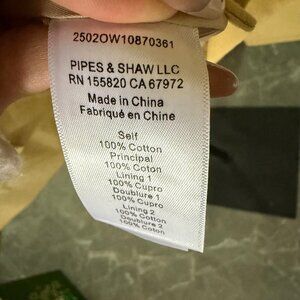 2502OW10870361
PIPES & SHAW LLC
RN 155820 CA 67972
Made in China
Fabriqué en Chine
Self
100% Cotton
Principal
100% Coton
Lining 1
100% Cupro
Doublure 1
100% Cupro
Lining 2
100% Cotton
Doublure 2
100% Coton